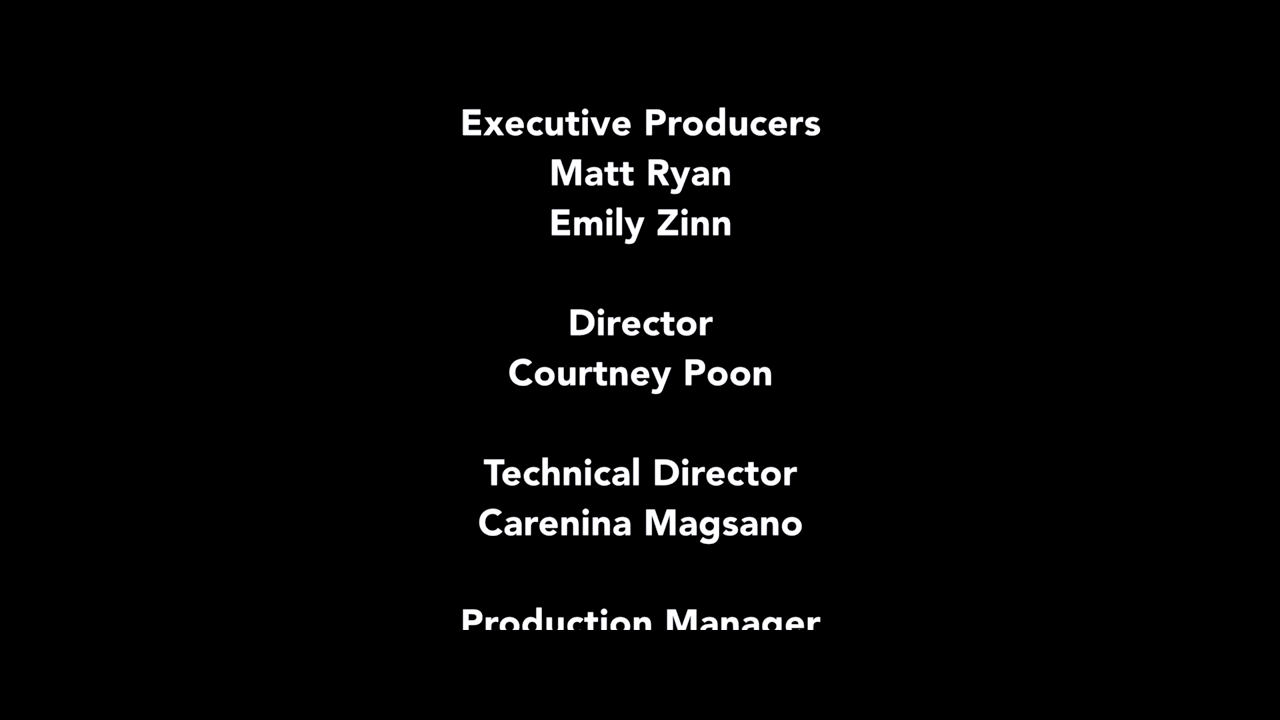 Executive Producers
Matt Ryan
Emily Zinn
Director
Courtney Poon
Technical Director
Carenina Magsano
Production Manager